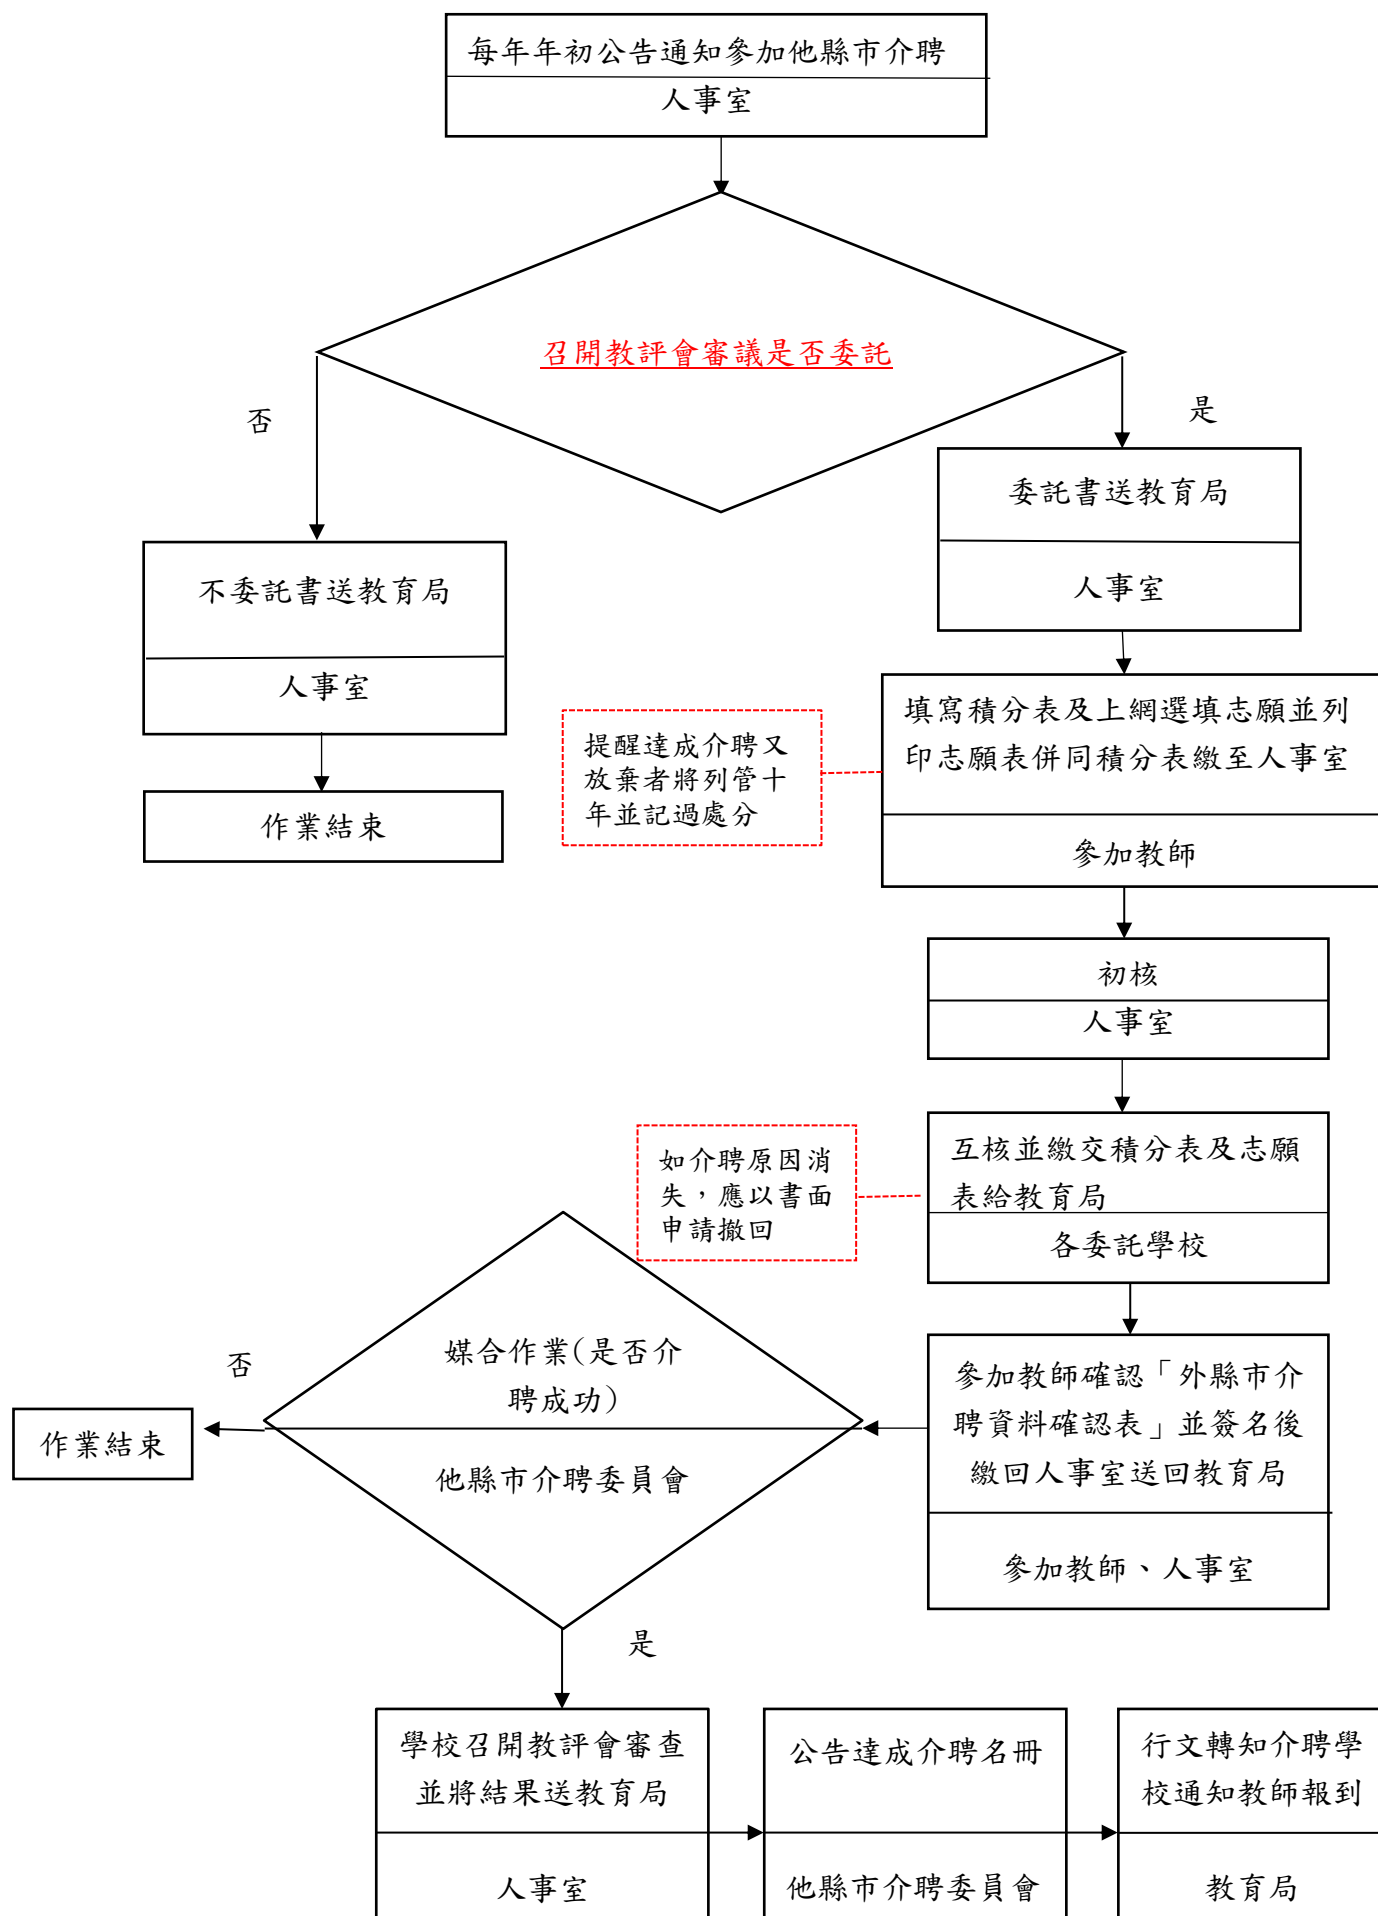 每年年初公告通知參加他縣市介聘
人事室
召開教評會審議是否委託
否
是
委託書送教育局
人事室
不委託書送教育局
人事室
作業結束
提醒達成介聘又
放棄者將列管十
年並記過處分
填寫積分表及上網選填志願並列
印志願表併同積分表繳至人事室
參加教師
初核
人事室
如介聘原因消
失，應以書面
申請撤回
互核並繳交積分表及志願
表給教育局
各委託學校
參加教師確認「外縣市介
聘資料確認表」並簽名後
繳回人事室送回教育局
參加教師、人事室
媒合作業(是否介
聘成功)
他縣市介聘委員會
否
作業結束
是
學校召開教評會審查
並將結果送教育局
人事室
公告達成介聘名冊
他縣市介聘委員會
行文轉知介聘學
校通知教師報到
教育局